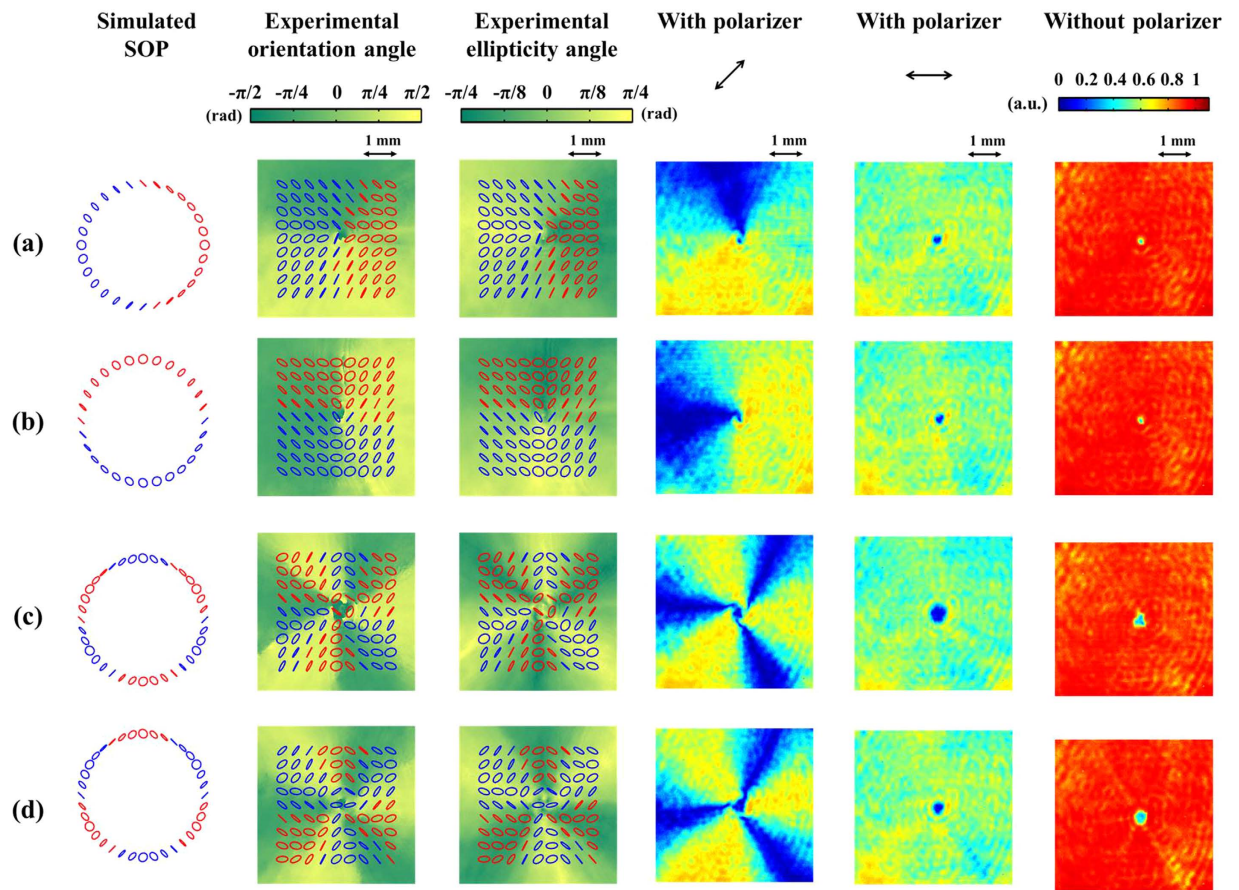 Simulated
SOP
Experimental
orientation angle
Experimental
ellipticity angle
With polarizer
With polarizer
Without polarizer
-π/2 -π/4 0 π/4 π/2
(rad)
-π/4 -π/8 0 π/8 π/4
(rad)
0 0.2 0.4 0.6 0.8 1
(a.u.)
1 mm
1 mm
1 mm
1 mm
1 mm
(a)
(b)
(c)
(d)